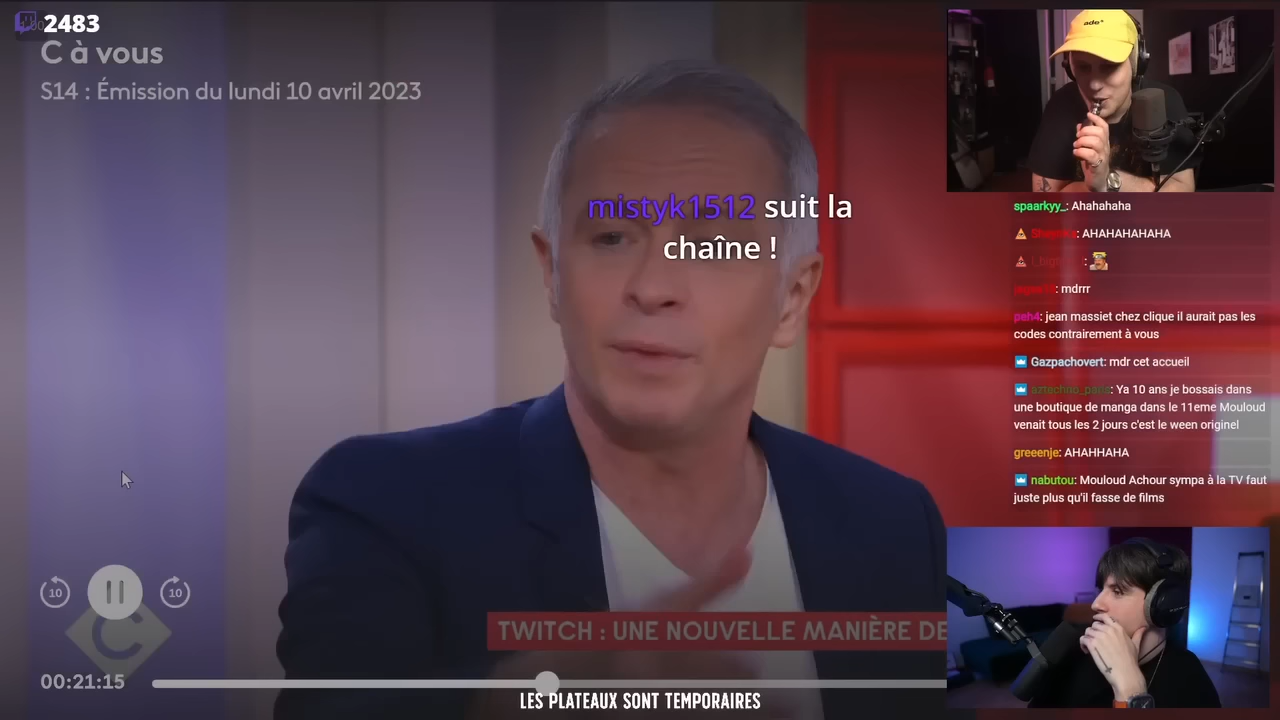 2483
C à vous
S14 : Émission du lundi 10 avril 2023
mistyk1512 suit la
chaîne !
ade*
spaarkyy_: Ahahahaha
: AHAHAHAHAHA
:
: mdrrr
peh4: jean massiet chez clique il aurait pas les
codes contrairement à vous
Gazpachovert: mdr cet accueil
: Ya 10 ans je bossais dans
une boutique de manga dans le 11eme Mouloud
venait tous les 2 jours c'est le ween originel
greeenje: AHAHHAHA
nabutou: Mouloud Achour sympa à la TV faut
juste plus qu'il fasse de films
10
10
C
TWITCH : UNE NOUVELLE MANIÈRE DE
00:21:15
LES PLATEAUX SONT TEMPORAIRES